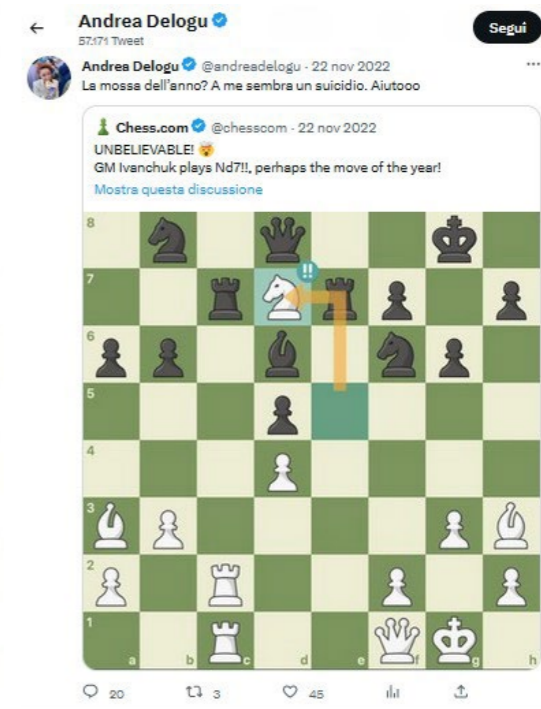 Andrea Delogu
57.171 Tweet
Segui
Andrea Delogu @andreadelogu · 22 nov 2022
La mossa dell'anno? A me sembra un suicidio. Aiutooo
Chess.com @chesscom · 22 nov 2022
UNBELIEVABLE! 🤯
GM Ivanchuk plays Nd7!!, perhaps the move of the year!
Mostra questa discussione
8
!!
7
6
5
4
3
2
1
a b c d e f g h
20 3 45